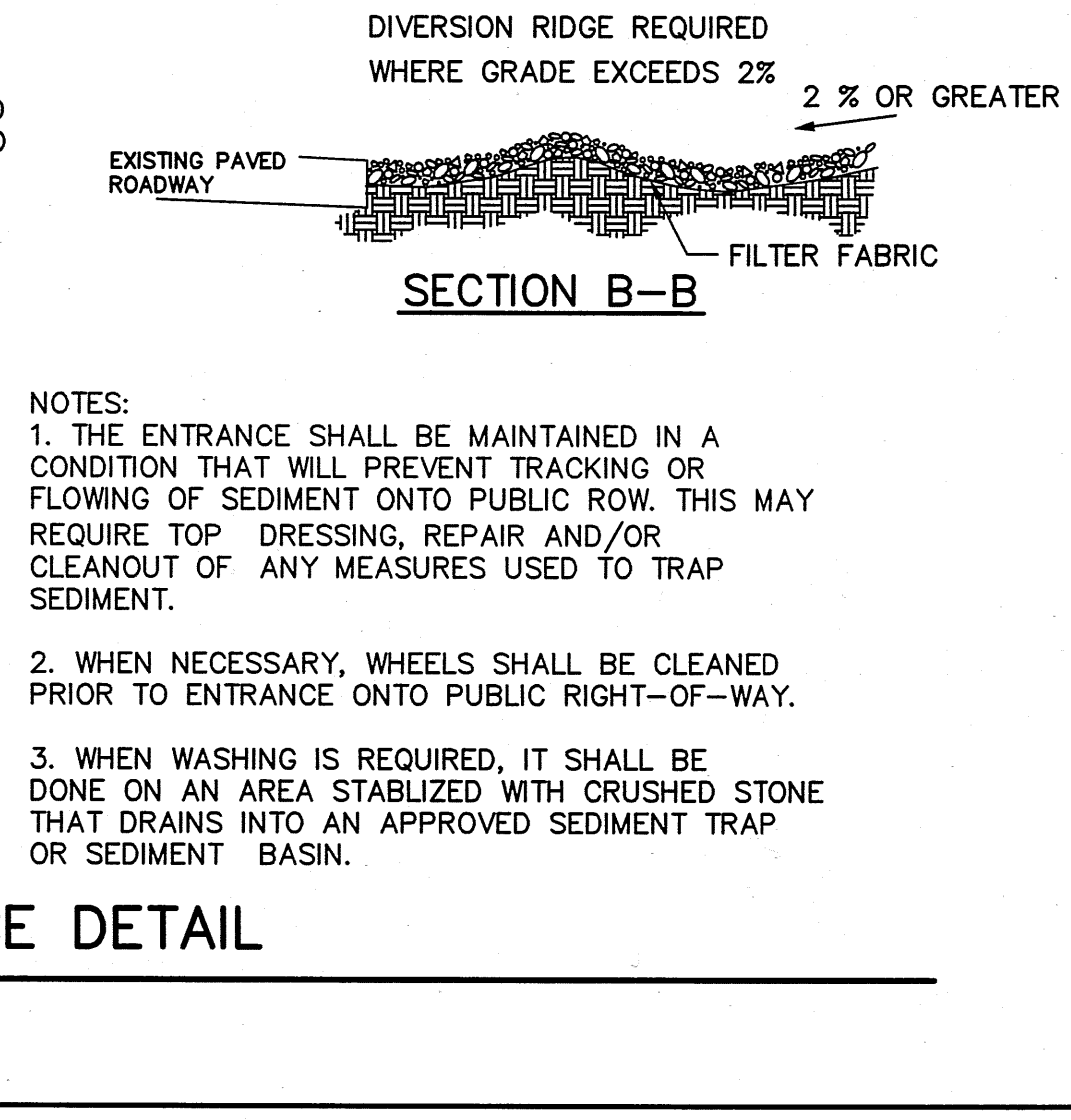 DIVERSION RIDGE REQUIRED
WHERE GRADE EXCEEDS 2%
2 % OR GREATER
EXISTING PAVED
ROADWAY
FILTER FABRIC
SECTION B-B
NOTES:
1. THE ENTRANCE SHALL BE MAINTAINED IN A
CONDITION THAT WILL PREVENT TRACKING OR
FLOWING OF SEDIMENT ONTO PUBLIC ROW. THIS MAY
REQUIRE TOP DRESSING, REPAIR AND/OR
CLEANOUT OF ANY MEASURES USED TO TRAP
SEDIMENT.
2. WHEN NECESSARY, WHEELS SHALL BE CLEANED
PRIOR TO ENTRANCE ONTO PUBLIC RIGHT-OF-WAY.
3. WHEN WASHING IS REQUIRED, IT SHALL BE
DONE ON AN AREA STABLIZED WITH CRUSHED STONE
THAT DRAINS INTO AN APPROVED SEDIMENT TRAP
OR SEDIMENT BASIN.
E DETAIL